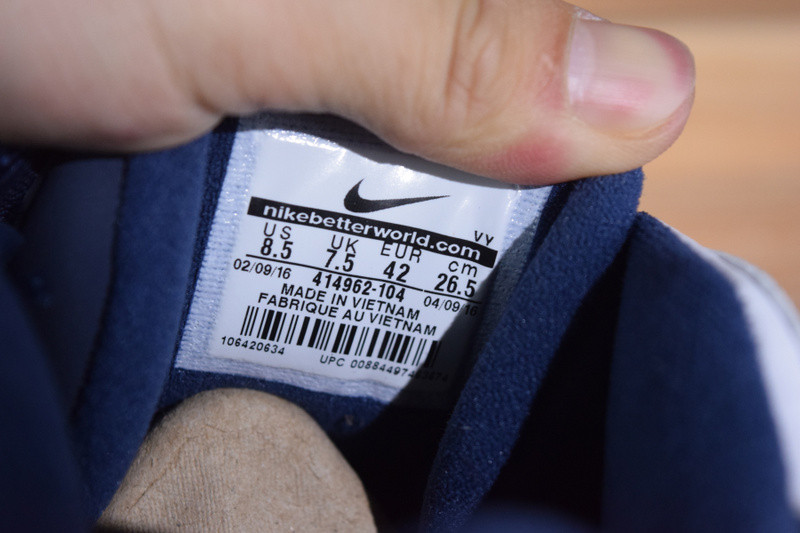 nikebetterworld.com
VY
US UK EUR cm
8.5 7.5 42 26.5
02/09/16 414962-104 04/09/16
MADE IN VIETNAM
FABRIQUE AU VIETNAM
106420634
UPC